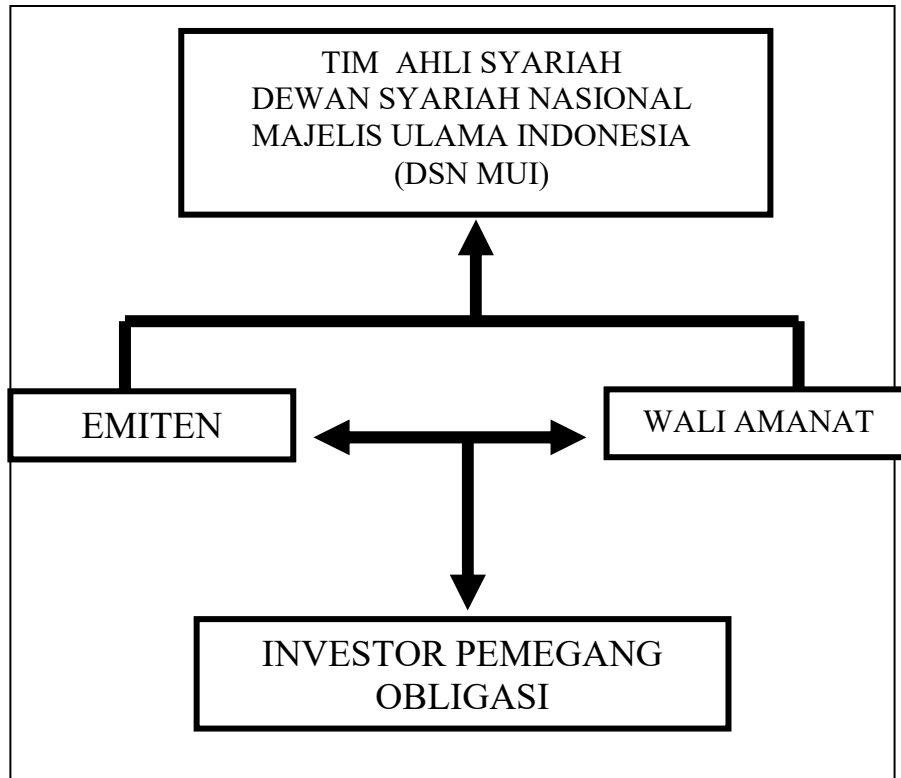 TIM AHLI SYARIAH
DEWAN SYARIAH NASIONAL
MAJELIS ULAMA INDONESIA
(DSN MUI)
EMITEN
WALI AMANAT
INVESTOR PEMEGANG
OBLIGASI